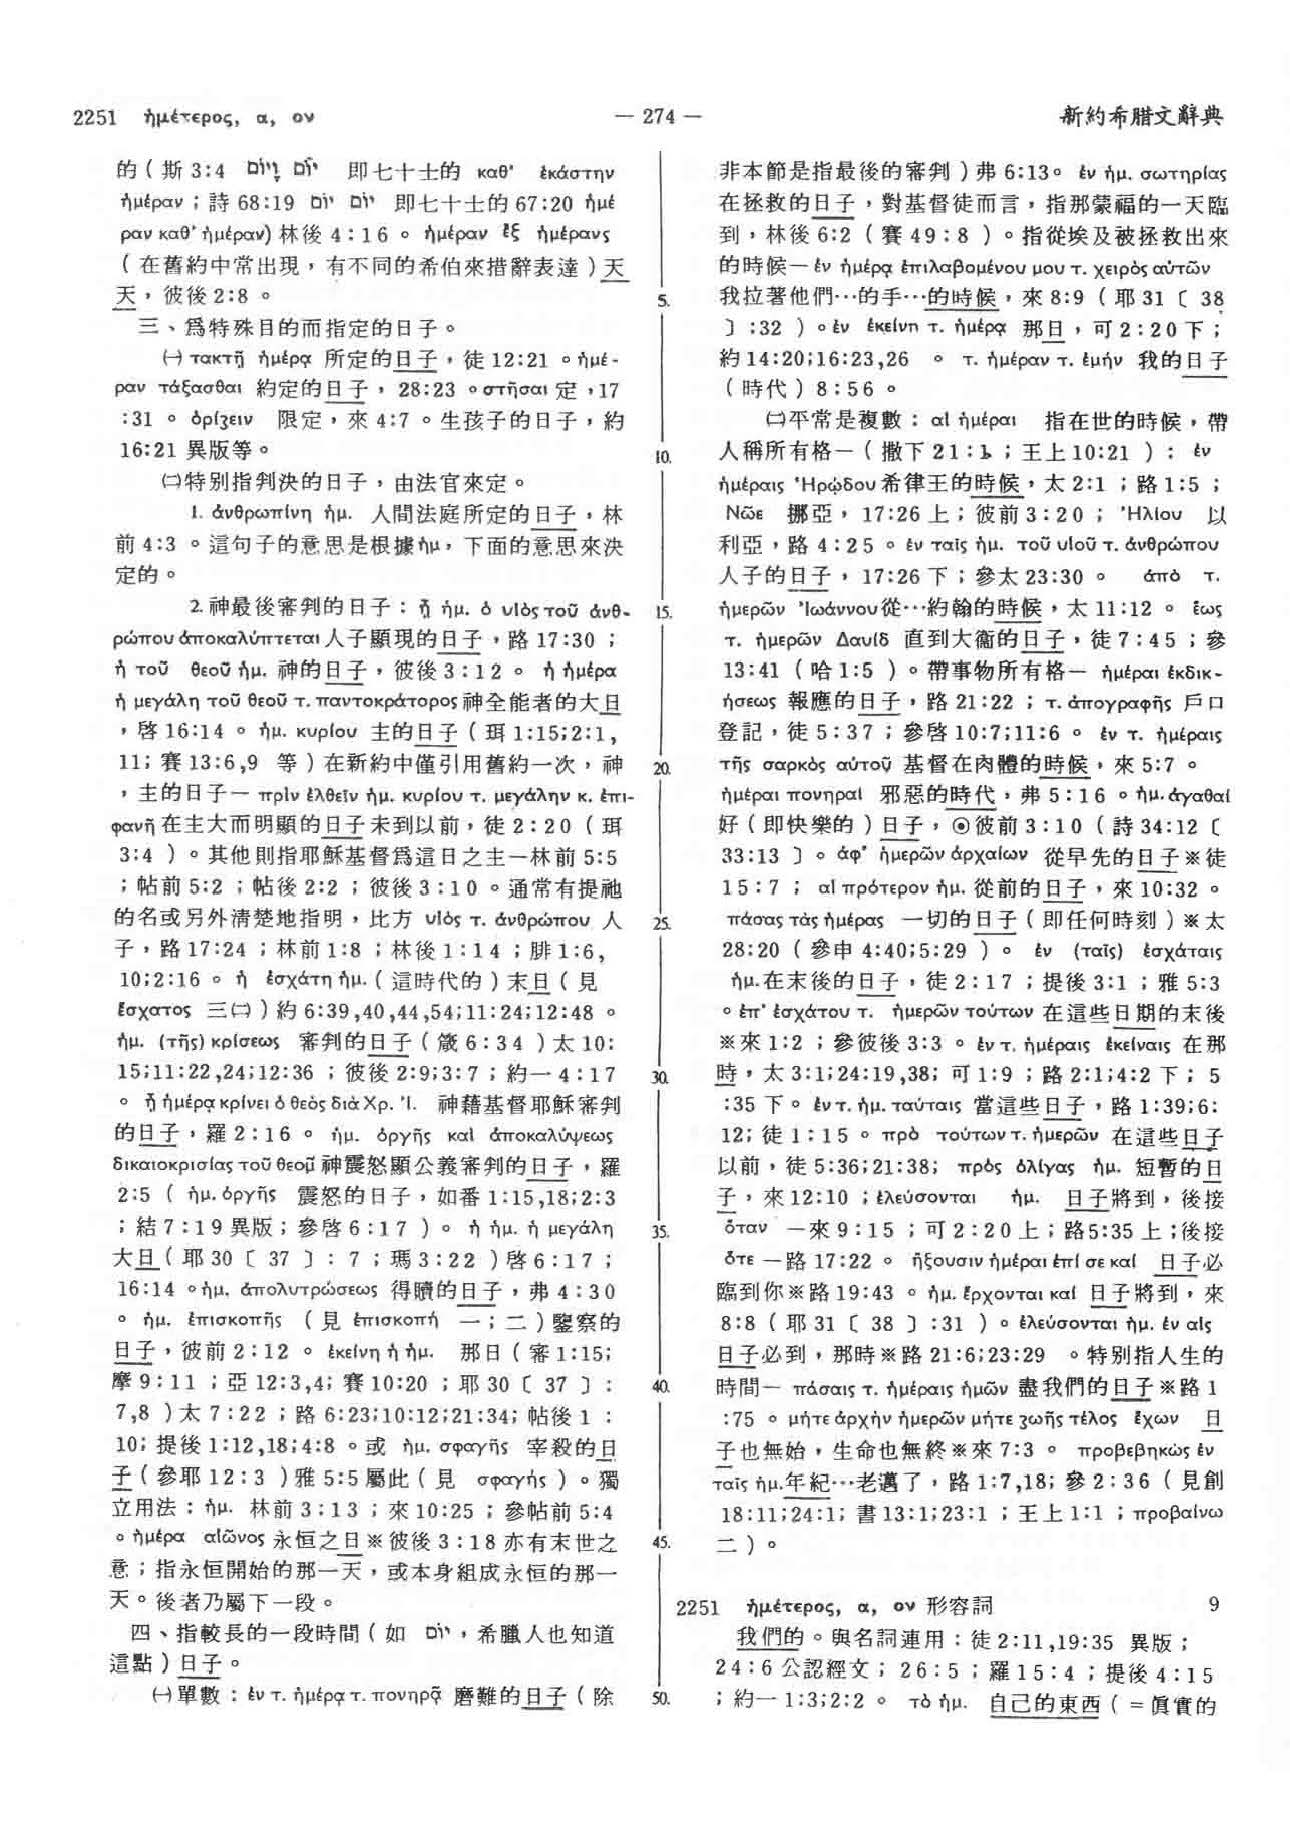 2251 ἡμέτερος, α, ον
— 274 —
新約希腊文辭典
的(斯 3:4 יוֹם וָיוֹם 即七十士的 καθ' ἑκάστην
ἡμέραν;詩 68:19 יוֹם יוֹם 即七十士的 67:20 ἡμέ
ραν καθ' ἡμέραν)林後 4:16。ἡμέραν ἐξ ἡμέρανς
(在舊約中常出現,有不同的希伯來措辭表達)天
天,彼後 2:8。
三、爲特殊目的而指定的日子。
㈠ τακτῇ ἡμέρᾳ 所定的日子,徒 12:21。ἡμέ-
ραν τάξασθαι 約定的日子,28:23。στῆσαι 定,17
:31。ὁρίζειν 限定,來 4:7。生孩子的日子,約
16:21 異版等。
㈡特別指判決的日子,由法官來定。
1. ἀνθρωπίνη ἡμ. 人間法庭所定的日子,林
前 4:3。這句子的意思是根據ἡμ,下面的意思來決
定的。
2. 神最後審判的日子:ᾗ ἡμ. ὁ υἱὸς τοῦ ἀνθ-
ρώπου ἀποκαλύπτεται 人子顯現的日子,路 17:30;
ἡ τοῦ θεοῦ ἡμ. 神的日子,彼後 3:12。ἡ ἡμέρα
ἡ μεγάλη τοῦ θεοῦ τ. παντοκράτορος 神全能者的大日
,啓 16:14。ἡμ. κυρίου 主的日子(珥 1:15;2:1,
11; 賽 13:6,9 等)在新約中僅引用舊約一次,神
,主的日子— πρὶν ἐλθεῖν ἡμ. κυρίου τ. μεγάλην κ. ἐπι-
φανῆ 在主大而明顯的日子未到以前,徒 2:20(珥
3:4)。其他則指耶穌基督爲這日之主—林前 5:5
;帖前 5:2;帖後 2:2;彼後 3:10。通常有提祂
的名或另外清楚地指明,比方 υἱὸς τ. ἀνθρώπου 人
子,路 17:24;林前 1:8;林後 1:14;腓 1:6,
10;2:16。ἡ ἐσχάτη ἡμ.(這時代的)末日(見
ἔσχατος 三㈡)約 6:39,40,44,54;11:24;12:48。
ἡμ. (τῆς) κρίσεως 審判的日子(箴 6:34)太 10:
15;11:22,24;12:36;彼後 2:9;3:7;約一 4:17
。ᾗ ἡμέρᾳ κρίνει ὁ θεὸς διὰ Χρ. Ἰ. 神藉基督耶穌審判
的日子,羅 2:16。ἡμ. ὀργῆς καὶ ἀποκαλύψεως
δικαιοκρισίας τοῦ θεοῦ 神震怒顯公義審判的日子,羅
2:5(ἡμ. ὀργῆς 震怒的日子,如番 1:15,18;2:3
;結 7:19 異版;參啓 6:17)。ἡ ἡμ. ἡ μεγάλη
大日(耶 30〔37〕:7;瑪 3:22)啓 6:17;
16:14。ἡμ. ἀπολυτρώσεως 得贖的日子,弗 4:30
。ἡμ. ἐπισκοπῆς (見 ἐπισκοπή 一;二)鑒察的
日子,彼前 2:12。ἐκείνη ἡ ἡμ. 那日(審 1:15;
摩 9:11;亞 12:3,4;賽 10:20;耶 30〔37〕:
7,8)太 7:22;路 6:23;10:12;21:34;帖後 1:
10;提後 1:12,18;4:8。或 ἡμ. σφαγῆς 宰殺的日
子(參耶 12:3)雅 5:5 屬此(見 σφαγής)。獨
立用法:ἡμ. 林前 3:13;來 10:25;參帖前 5:4
。ἡμέρα αἰῶνος 永恒之日※彼後 3:18 亦有末世之
意;指永恒開始的那一天,或本身組成永恒的那一
天。後者乃屬下一段。
四、指較長的一段時間(如 יוֹם,希臘人也知道
這點)日子。
㈠單數:ἐν τ. ἡμέρᾳ τ. πονηρᾷ 磨難的日子(除
5.
10.
15.
20.
25.
30.
35.
40.
45.
50.
非本節是指最後的審判)弗 6:13。ἐν ἡμ. σωτηρίας
在拯救的日子,對基督徒而言,指那蒙福的一天臨
到,林後 6:2(賽 49:8)。指從埃及被拯救出來
的時候— ἐν ἡμέρᾳ ἐπιλαβομένου μου τ. χειρὸς αὐτῶν
我拉著他們…的手…的時候,來 8:9(耶 31〔38
〕:32)。ἐν ἐκείνῃ τ. ἡμέρᾳ 那日,可 2:20 下;
約 14:20;16:23,26。τ. ἡμέραν τ. ἐμήν 我的日子
(時代)8:56。
㈡平常是複數:αἱ ἡμέραι 指在世的時候,帶
人稱所有格—(撒下 21:1;王上 10:21):ἐν
ἡμέραις Ἡρῴδου 希律王的時候,太 2:1;路 1:5;
Νῶε 挪亞,17:26 上;彼前 3:20;Ἠλίου 以
利亞,路 4:25。ἐν ταῖς ἡμ. τοῦ υἱοῦ τ. ἀνθρώπου
人子的日子,17:26 下;參太 23:30。ἀπὸ τ.
ἡμερῶν Ἰωάννου 從…約翰的時候,太 11:12。ἕως
τ. ἡμερῶν Δαυίδ 直到大衞的日子,徒 7:45;參
13:41(哈 1:5)。帶事物所有格— ἡμέραι ἐκδικ-
ήσεως 報應的日子,路 21:22;τ. ἀπογραφῆς 戶口
登記,徒 5:37;參啓 10:7;11:6。ἐν τ. ἡμέραις
τῆς σαρκὸς αὐτοῦ 基督在肉體的時候,來 5:7。
ἡμέραι πονηραί 邪惡的時代,弗 5:16。ἡμ. ἀγαθαί
好(即快樂的)日子,◉彼前 3:10(詩 34:12〔
33:13〕。ἀφ' ἡμερῶν ἀρχαίων 從早先的日子※徒
15:7;αἱ πρότερον ἡμ. 從前的日子,來 10:32。
πάσας τὰς ἡμέρας 一切的日子(即任何時刻)※太
28:20(參申 4:40;5:29)。ἐν (ταῖς) ἐσχάταις
ἡμ. 在末後的日子,徒 2:17;提後 3:1;雅 5:3
。ἐπ' ἐσχάτου τ. ἡμερῶν τούτων 在這些日期的末後
※來 1:2;參彼後 3:3。ἐν τ. ἡμέραις ἐκείναις 在那
時,太 3:1;24:19,38;可 1:9;路 2:1;4:2 下;5
:35 下。ἐν τ. ἡμ. ταύταις 當這些日子,路 1:39;6:
12;徒 1:15。πρὸ τούτων τ. ἡμερῶν 在這些日子
以前,徒 5:36;21:38;πρὸς ὀλίγας ἡμ. 短暫的日
子,來 12:10;ἐλεύσονται ἡμ. 日子將到,後接
ὅταν —來 9:15;可 2:20 上;路5:35 上;後接
ὅτε —路 17:22。ἥξουσιν ἡμέραι ἐπί σε καί 日子必
臨到你※路 19:43。ἡμ. ἔρχονται καί 日子將到,來
8:8(耶 31〔38〕:31)。ἐλεύσονται ἡμ. ἐν αἷς
日子必到,那時※路 21:6;23:29。特別指人生的
時間— πάσαις τ. ἡμέραις ἡμῶν 盡我們的日子※路 1
:75。μήτε ἀρχὴν ἡμερῶν μήτε ζωῆς τέλος ἔχων 日
子也無始,生命也無終※來 7:3。προβεβηκὼς ἐν
ταῖς ἡμ. 年紀…老邁了,路 1:7,18;參 2:36(見創
18:11;24:1;書 13:1;23:1;王上 1:1;προβαίνω
二)。
2251 ἡμέτερος, α, ον 形容詞 9
我們的。與名詞連用:徒 2:11,19:35 異版;
24:6 公認經文;26:5;羅 15:4;提後 4:15
;約一 1:3;2:2。τὸ ἡμ. 自己的東西(=眞實的